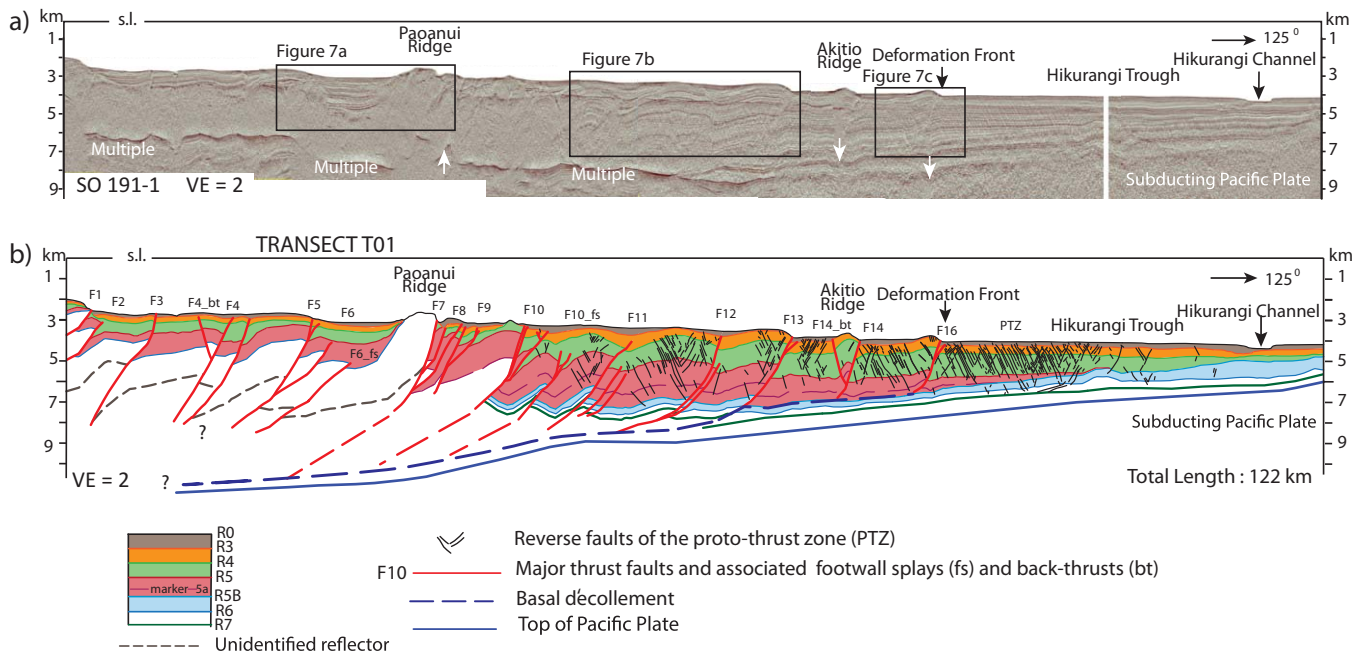 a)
km
s.l.
1
3
5
7
9
Figure 7a
Paoanui
Ridge
Figure 7b
Akitio
Ridge
Deformation Front
Figure 7c
125 0
Hikurangi Channel
Hikurangi Trough
km
1
3
5
7
9
Multiple
Multiple
Multiple
SO 191-1 VE = 2
Subducting Pacific Plate
b)
TRANSECT T01
km
s.l.
1
3
5
7
9
km
1
3
5
7
9
125 0
Paoanui
Ridge
Akitio
Ridge
Deformation Front
Hikurangi Channel
Hikurangi Trough
F1
F2
F3
F4_bt
F4
F5
F6
F6_fs
F7
F8
F9
F10
F10_fs
F11
F12
F13
F14_bt
F14
F16
PTZ
?
?
VE = 2
Subducting Pacific Plate
Total Length : 122 km
R0
R3
R4
R5
marker 5a
R5B
R6
R7
Unidentified reflector
Reverse faults of the proto-thrust zone (PTZ)
F10
Major thrust faults and associated footwall splays (fs) and back-thrusts (bt)
Basal décollement
Top of Pacific Plate